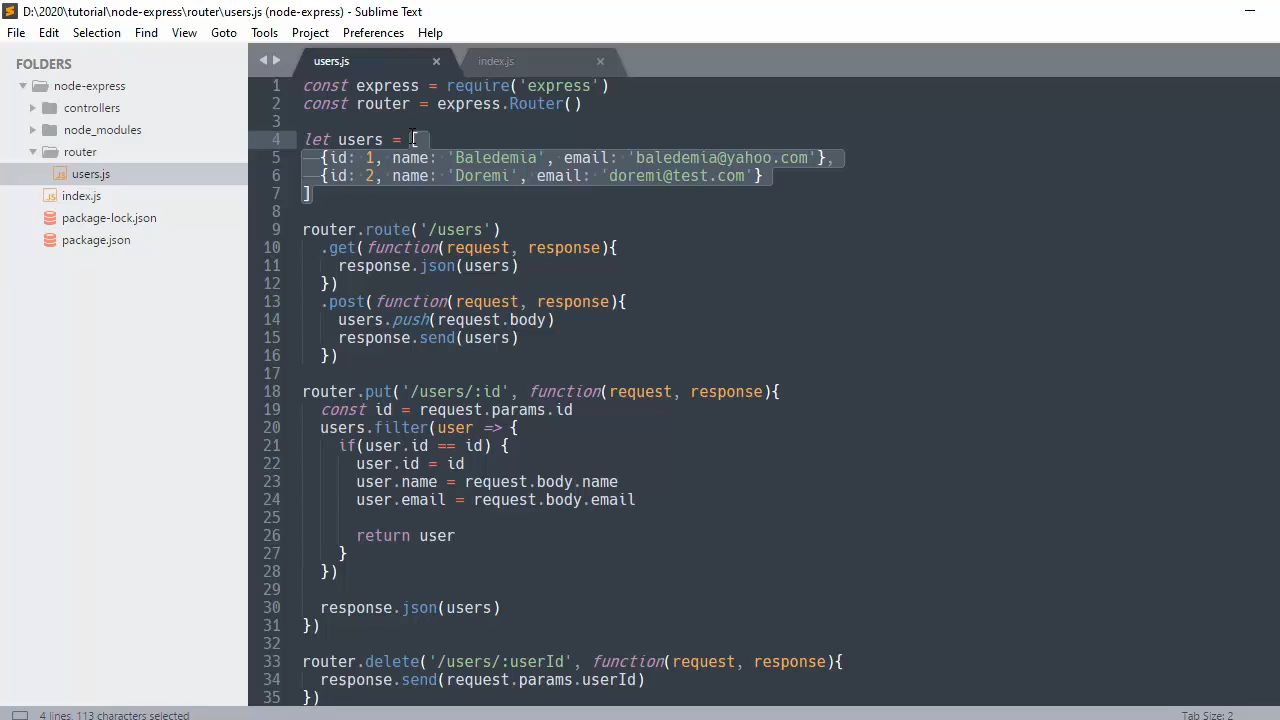 D:\2020\tutorial\node-express\router\users.js (node-express) - Sublime Text
File Edit Selection Find View Goto Tools Project Preferences Help
FOLDERS
node-express
controllers
node_modules
router
users.js
index.js
package-lock.json
package.json
users.js index.js
1 const express = require('express')
2 const router = express.Router()
3
4 let users = [
5 {id: 1, name: 'Baledemia', email: 'baledemia@yahoo.com'},
6 {id: 2, name: 'Doremi', email: 'doremi@test.com'}
7 ]
8
9 router.route('/users')
10 .get(function(request, response){
11 response.json(users)
12 })
13 .post(function(request, response){
14 users.push(request.body)
15 response.send(users)
16 })
17
18 router.put('/users/:id', function(request, response){
19 const id = request.params.id
20 users.filter(user => {
21 if(user.id == id) {
22 user.id = id
23 user.name = request.body.name
24 user.email = request.body.email
25
26 return user
27 }
28 })
29
30 response.json(users)
31 })
32
33 router.delete('/users/:userId', function(request, response){
34 response.send(request.params.userId)
35 })
4 lines, 113 characters selected
Tab Size: 2